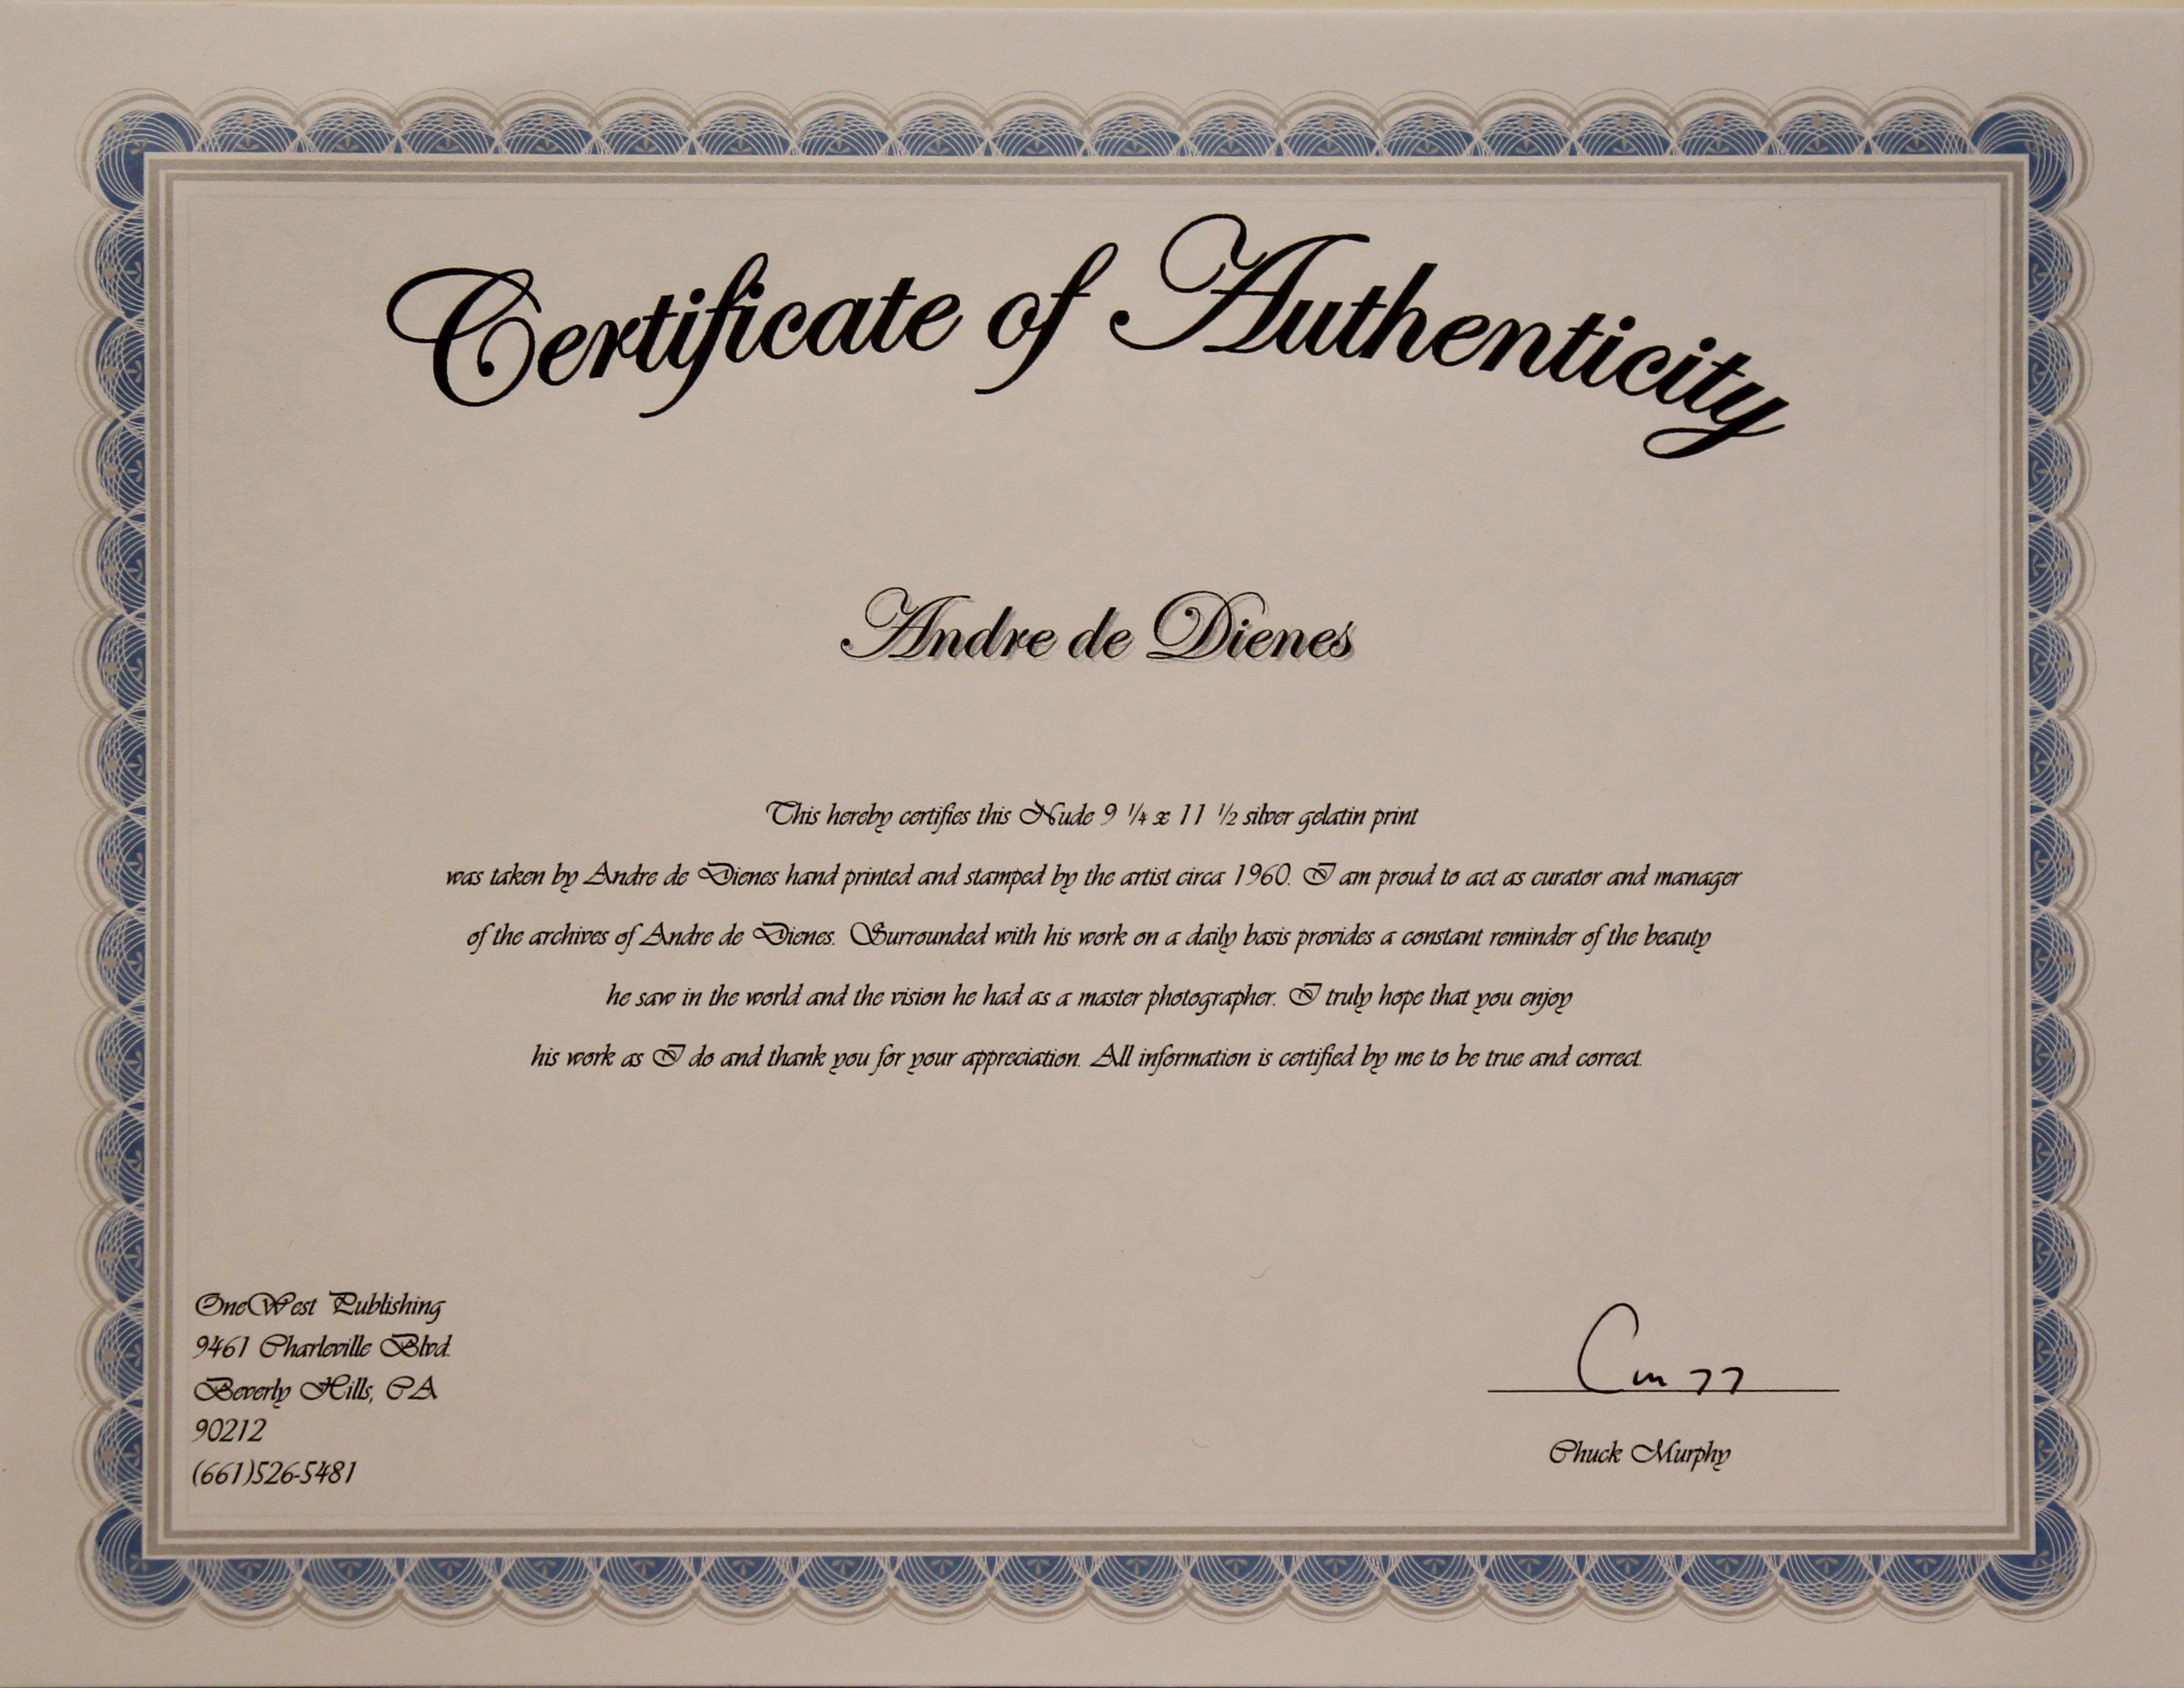 Certificate of Authenticity
Andre de Dienes
This hereby certifies this Nude 9 ¼ x 11 ½ silver gelatin print
was taken by Andre de Dienes hand printed and stamped by the artist circa 1960. I am proud to act as curator and manager
of the archives of Andre de Dienes. Surrounded with his work on a daily basis provides a constant reminder of the beauty
he saw in the world and the vision he had as a master photographer. I truly hope that you enjoy
his work as I do and thank you for your appreciation. All information is certified by me to be true and correct.
OneWest Publishing
9461 Charleville Blvd.
Beverly Hills, CA
90212
(661)526-5481
Chuck Murphy